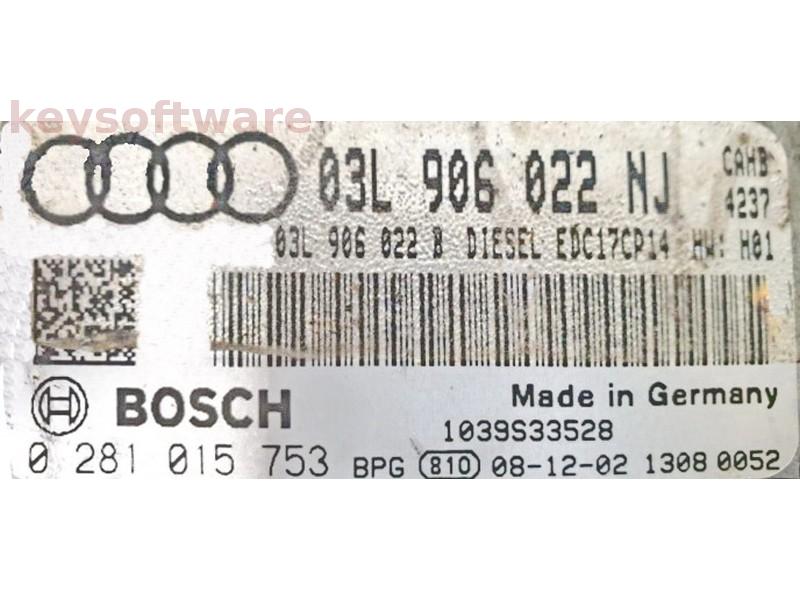 keysoftware
03L 906 022 NJ CAHB
4237
03L 906 022 B DIESEL EDC17CP14 HW: H01
BOSCH Made in Germany
1039S33528
0 281 015 753 BPG 810 08-12-02 1308 0052